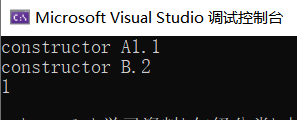 Microsoft Visual Studio 调试控制台
constructor A1.1
constructor B.2
1